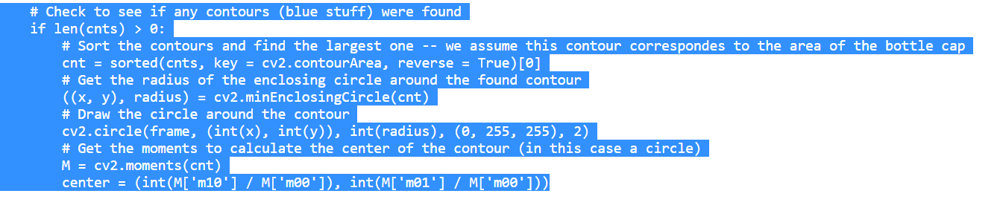 # Check to see if any contours (blue stuff) were found
if len(cnts) > 0:
# Sort the contours and find the largest one -- we assume this contour correspondes to the area of the bottle cap
cnt = sorted(cnts, key = cv2.contourArea, reverse = True)[0]
# Get the radius of the enclosing circle around the found contour
((x, y), radius) = cv2.minEnclosingCircle(cnt)
# Draw the circle around the contour
cv2.circle(frame, (int(x), int(y)), int(radius), (0, 255, 255), 2)
# Get the moments to calculate the center of the contour (in this case a circle)
M = cv2.moments(cnt)
center = (int(M['m10'] / M['m00']), int(M['m01'] / M['m00']))